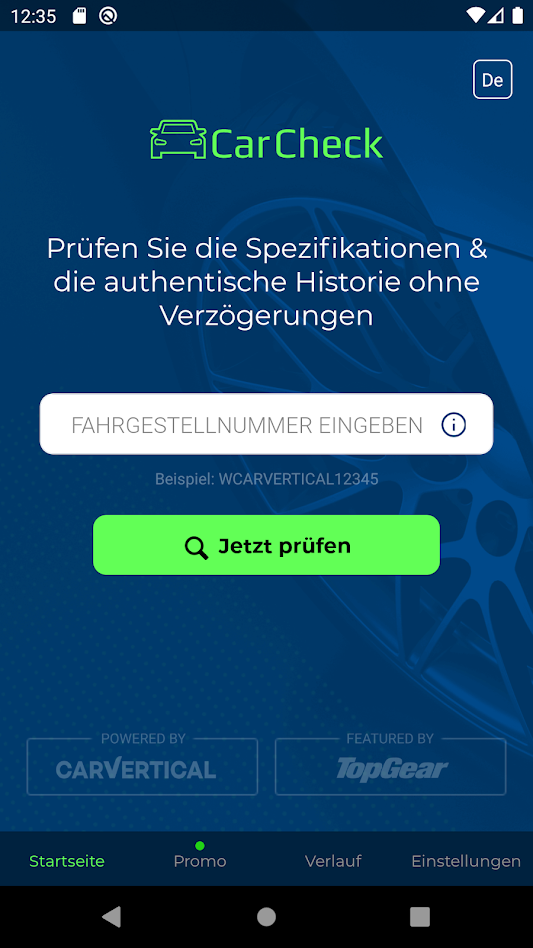 12:35
De
CarCheck
Prüfen Sie die Spezifikationen &
die authentische Historie ohne
Verzögerungen
FAHRGESTELLNUMMER EINGEBEN
Beispiel: WCARVERTICAL12345
Jetzt prüfen
POWERED BY
CARVERTICAL
FEATURED BY
TopGear
Startseite
Promo
Verlauf
Einstellungen